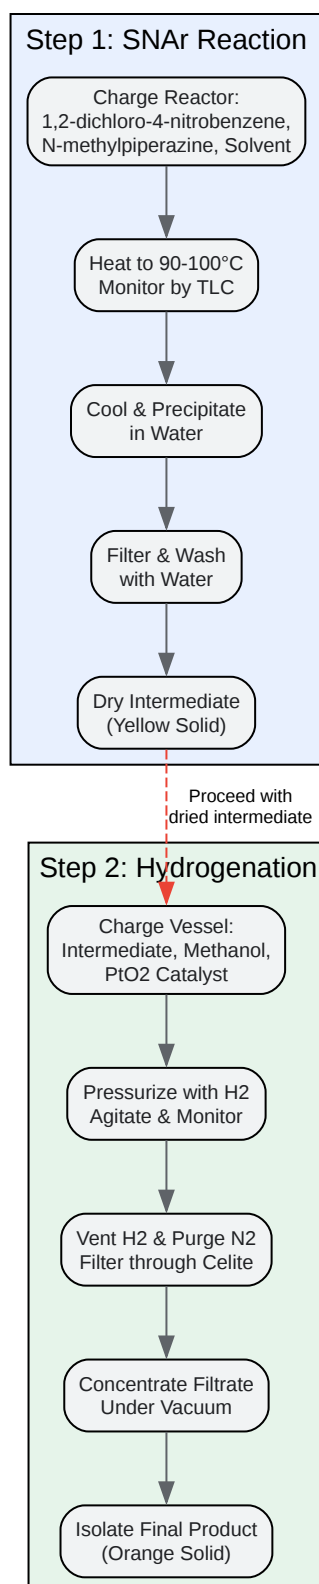 Step 1: SNAr Reaction
Charge Reactor:
1,2-dichloro-4-nitrobenzene,
N-methylpiperazine, Solvent
Heat to 90-100°C
Monitor by TLC
Cool & Precipitate
in Water
Filter & Wash
with Water
Dry Intermediate
(Yellow Solid)
Proceed with
dried intermediate
Step 2: Hydrogenation
Charge Vessel:
Intermediate, Methanol,
PtO2 Catalyst
Pressurize with H2
Agitate & Monitor
Vent H2 & Purge N2
Filter through Celite
Concentrate Filtrate
Under Vacuum
Isolate Final Product
(Orange Solid)